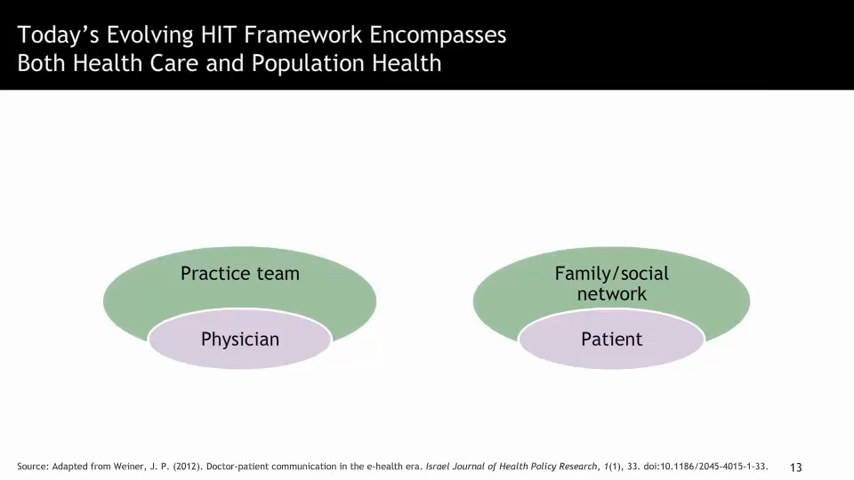 Today’s Evolving HIT Framework Encompasses
Both Health Care and Population Health
Practice team
Physician
Family/social
network
Patient
Source: Adapted from Weiner, J. P. (2012). Doctor-patient communication in the e-health era. Israel Journal of Health Policy Research, 1(1), 33. doi:10.1186/2045-4015-1-33.
13